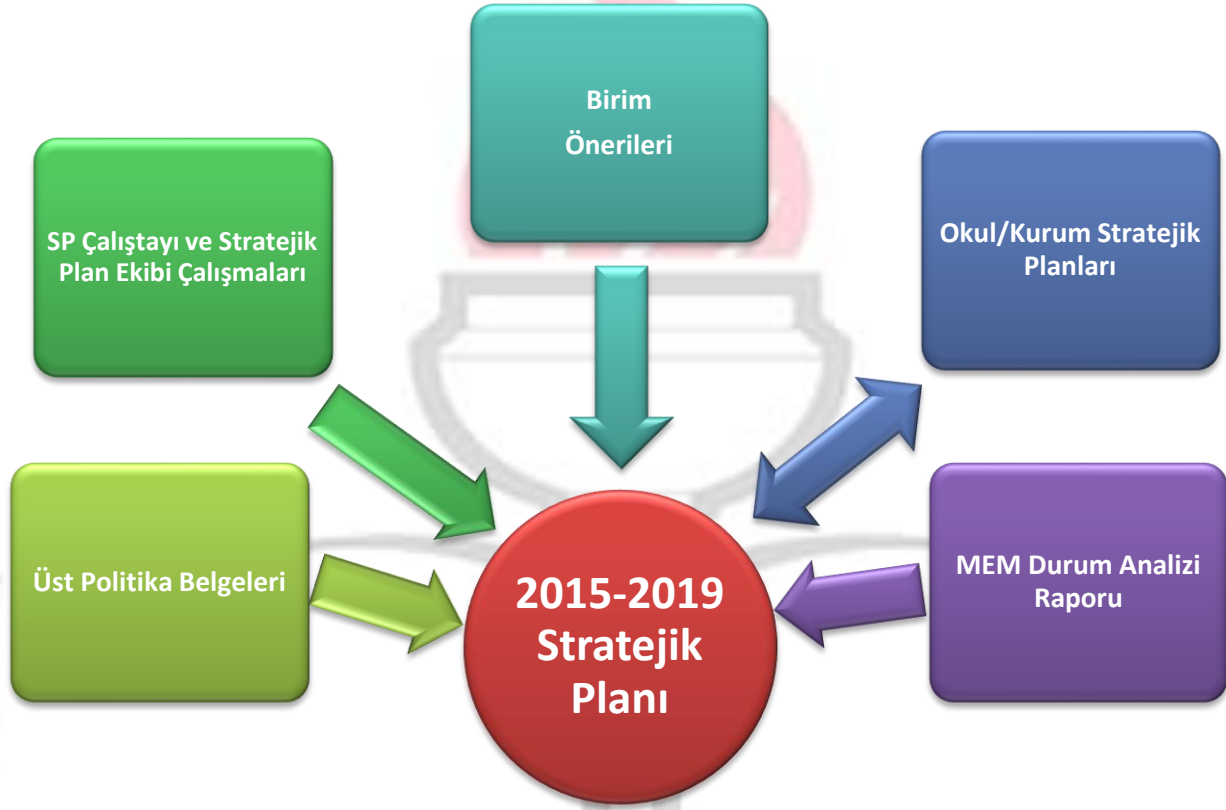 Birim
Önerileri
SP Çalıştayı ve Stratejik
Plan Ekibi Çalışmaları
Okul/Kurum Stratejik
Planları
Üst Politika Belgeleri
MEM Durum Analizi
Raporu
2015-2019
Stratejik
Planı